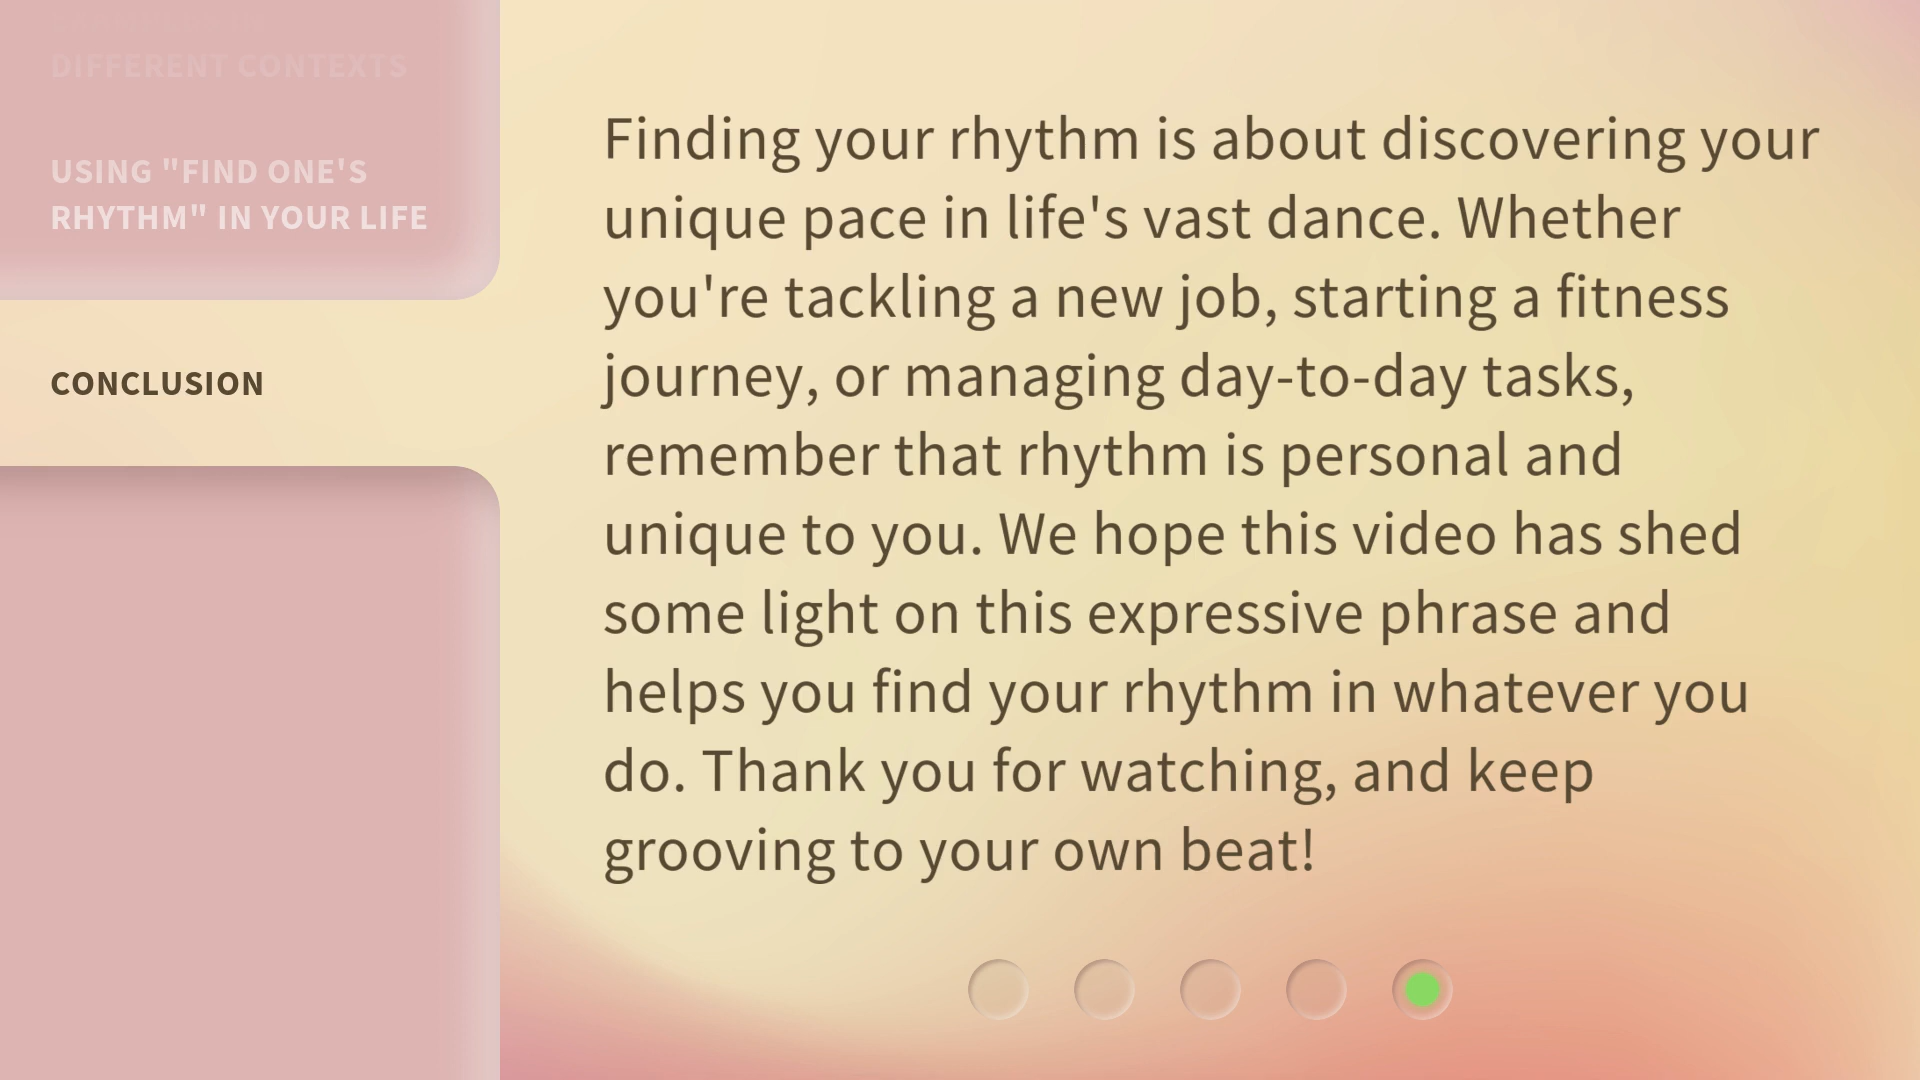 DIFFERENT CONTEXTS
USING "FIND ONE'S
RHYTHM" IN YOUR LIFE
CONCLUSION
Finding your rhythm is about discovering your
unique pace in life's vast dance. Whether
you're tackling a new job, starting a fitness
journey, or managing day-to-day tasks,
remember that rhythm is personal and
unique to you. We hope this video has shed
some light on this expressive phrase and
helps you find your rhythm in whatever you
do. Thank you for watching, and keep
grooving to your own beat!